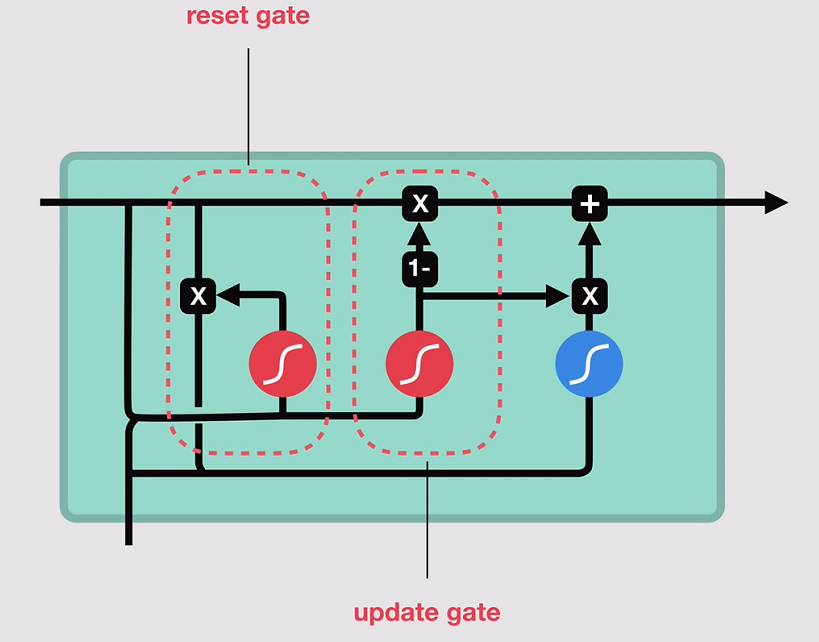 reset gate
X
+
1-
X
X
update gate